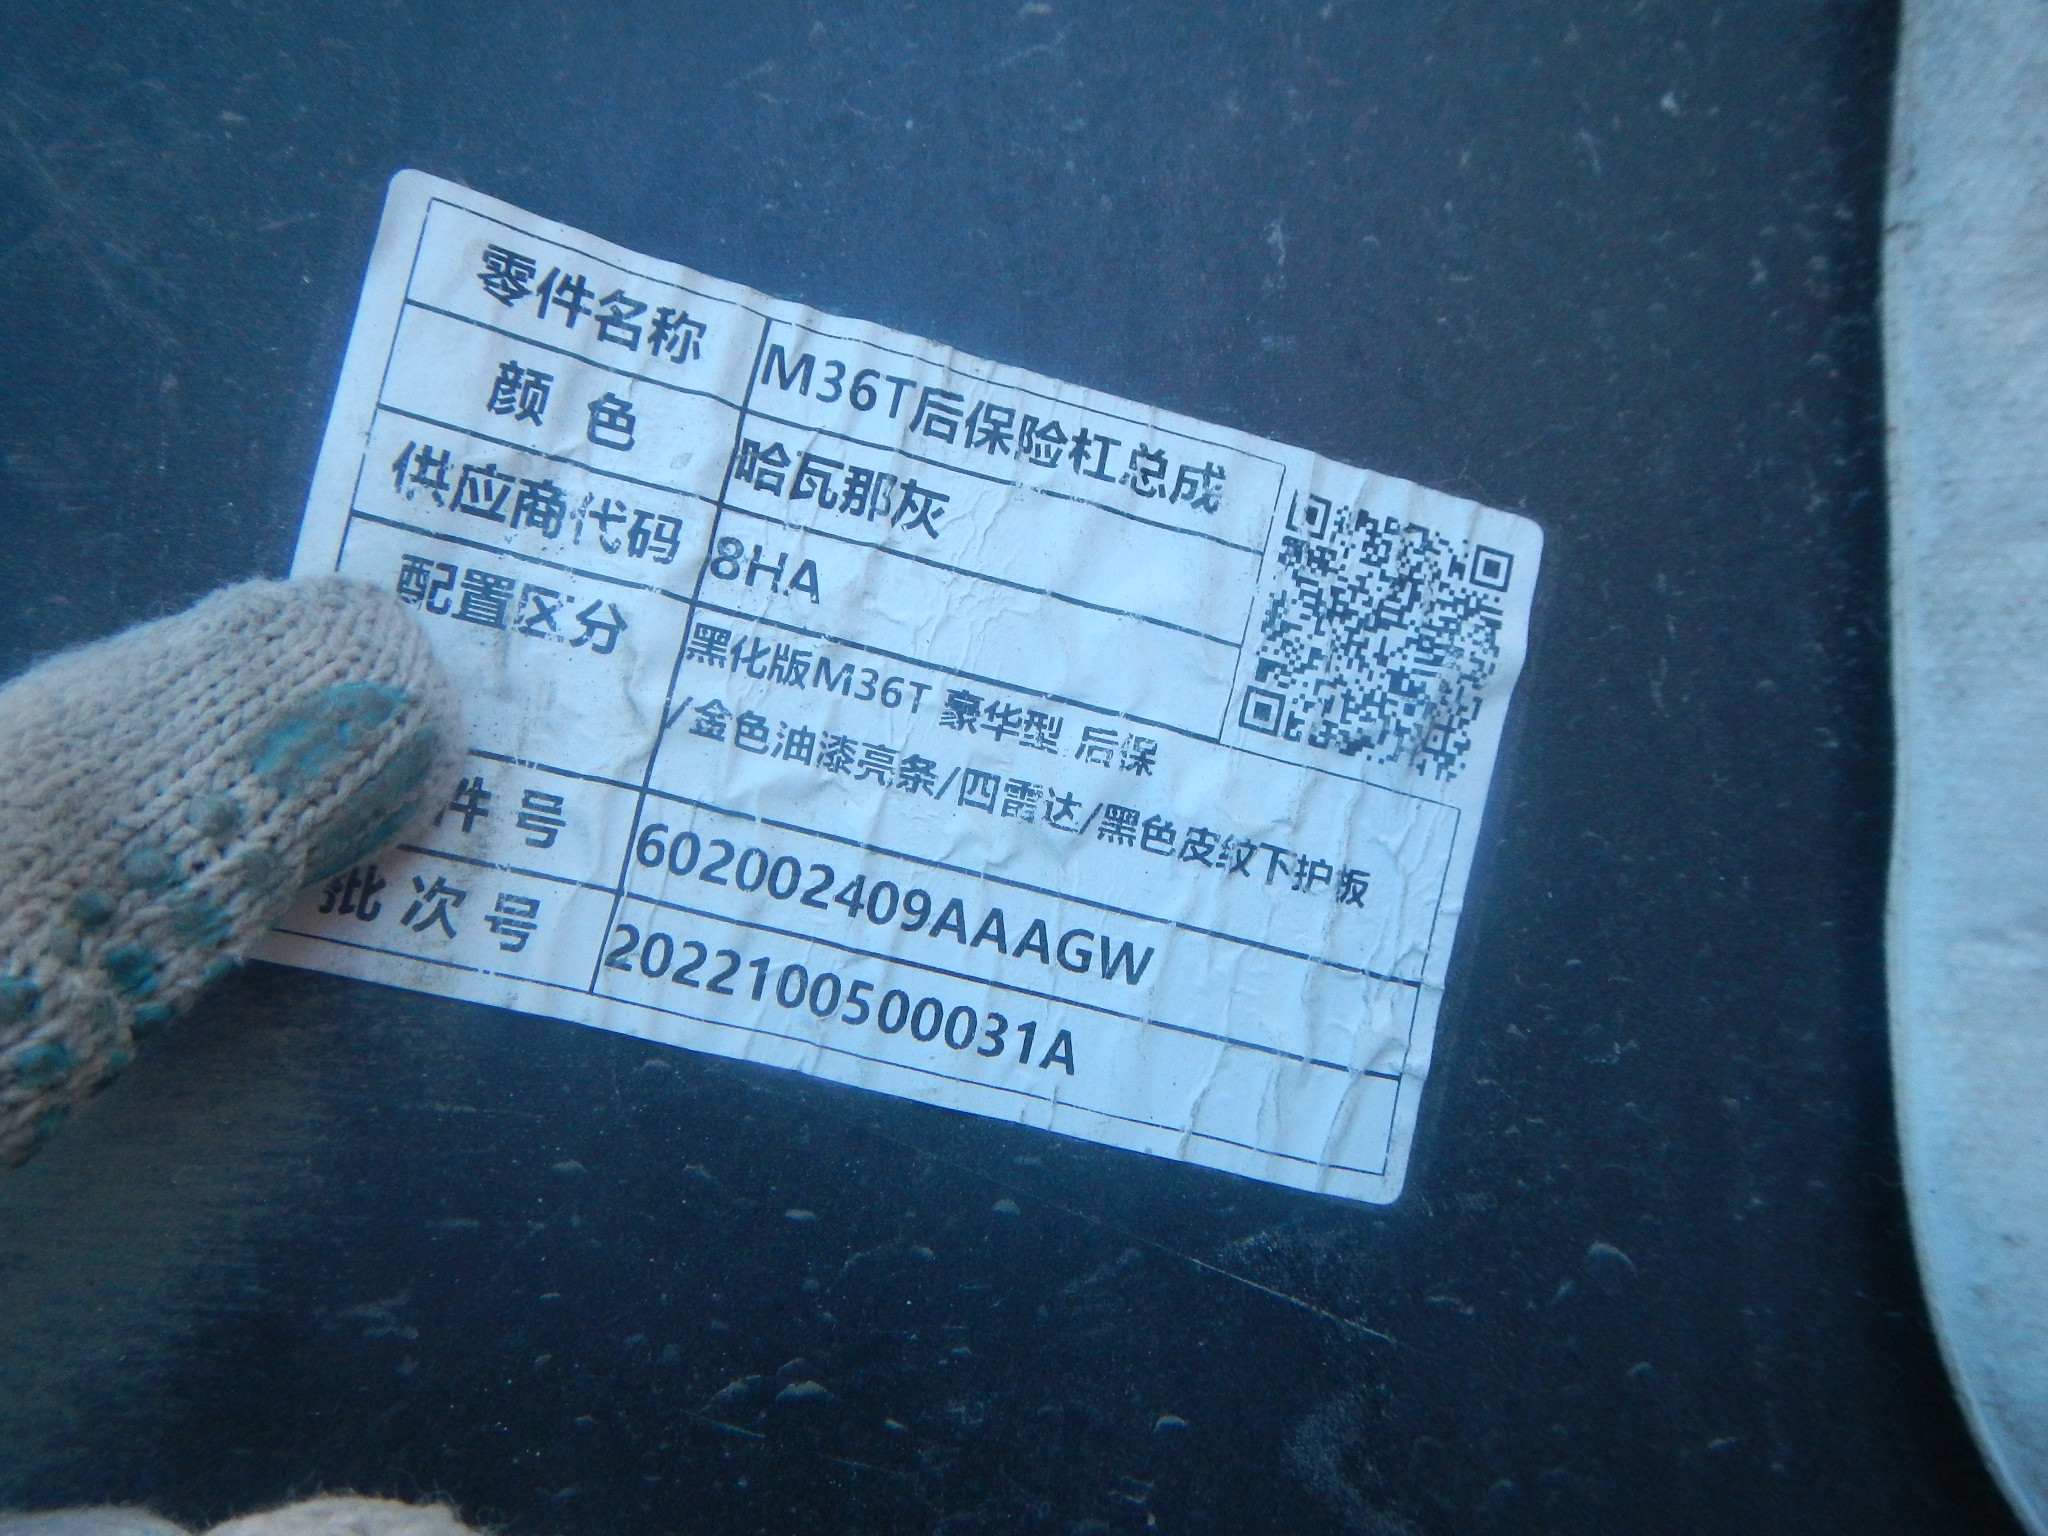 零件名称 M36T后保险杠总成
颜 色 哈瓦那灰
供应商代码 8HA
配置区分 黑化版M36T 豪华型 后保
/金色油漆亮条/四雷达/黑色皮纹下护板
件 号 602002409AAAGW
批 次 号 20221005000031A